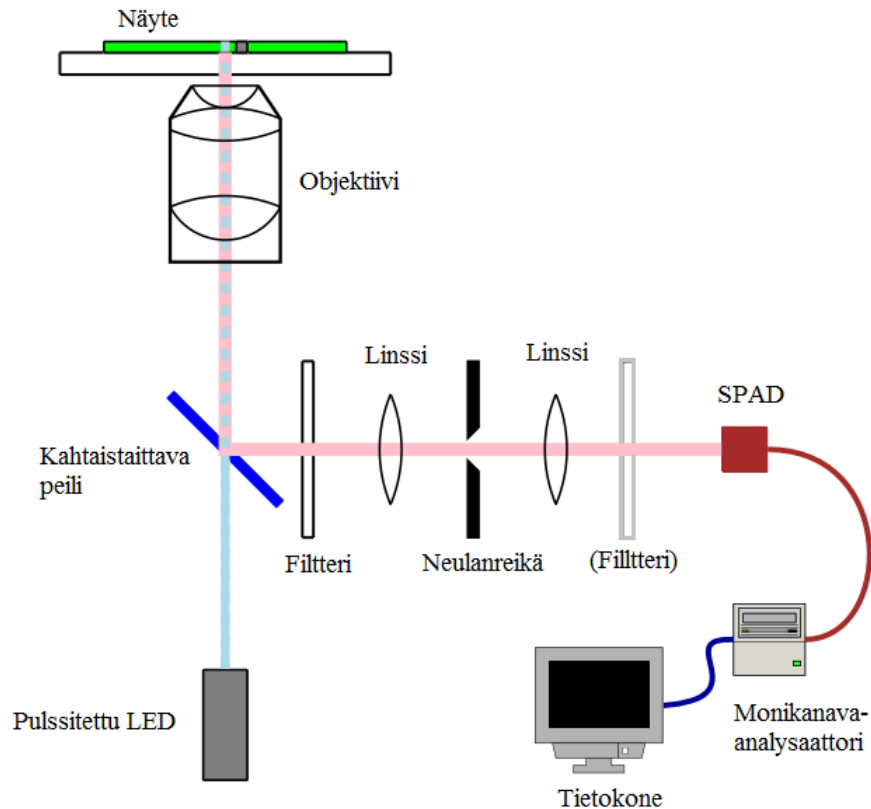 Näyte
Objektiivi
Linssi
Linssi
SPAD
Kahtaistaittava
peili
Filtteri
Neulanreikä
(Filltteri)
Pulssitettu LED
Monikanava-
analysaattori
Tietokone